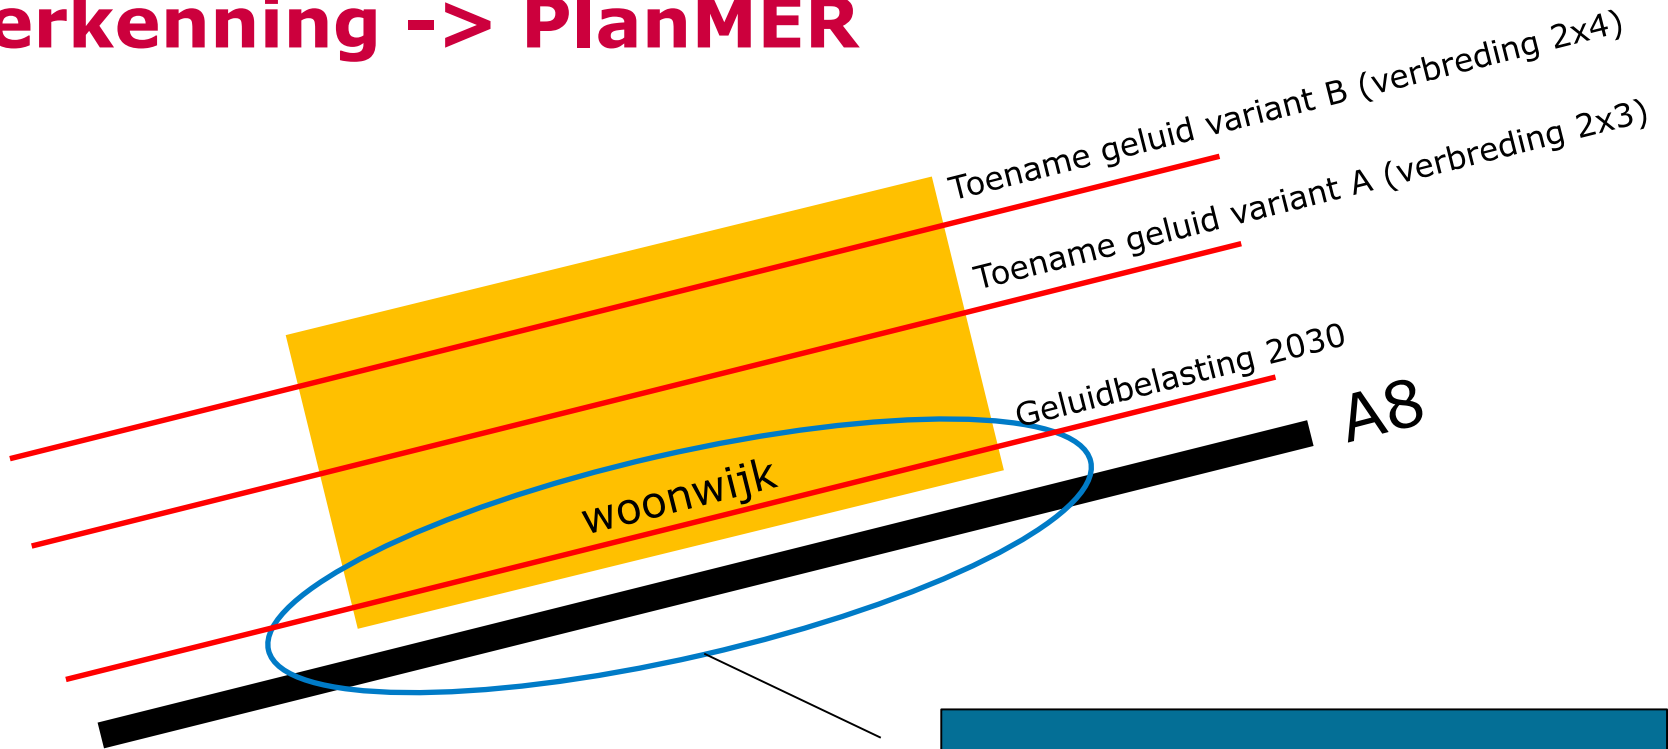 erkenning -> PlanMER
Toename geluid variant B (verbreding 2x4)
Toename geluid variant A (verbreding 2x3)
Geluidbelasting 2030
A8
woonwijk